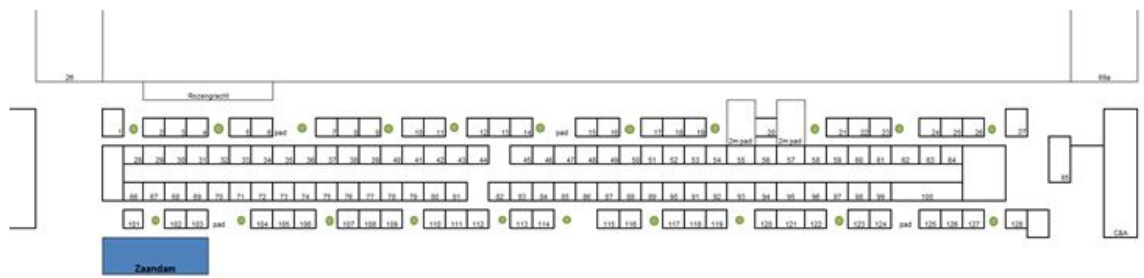 26 69a
Rozengracht
1 2 3 4 5 6 pad 7 8 9 10 11 12 13 14 pad 15 16 17 18 19 2m pad 20 2m pad 21 22 23 24 25 26 27
28 29 30 31 32 33 34 35 36 37 38 39 40 41 42 43 44 45 46 47 48 49 50 51 52 53 54 55 56 57 58 59 60 61 62 63 64
65
66 67 68 69 70 71 72 73 74 75 76 77 78 79 80 81 82 83 84 85 86 87 88 89 90 91 92 93 94 95 96 97 98 99 100
101 102 103 pad 104 105 106 107 108 109 110 111 112 113 114 115 116 117 118 119 120 121 122 123 124 pad 125 126 127 128 C&A
Zaandam